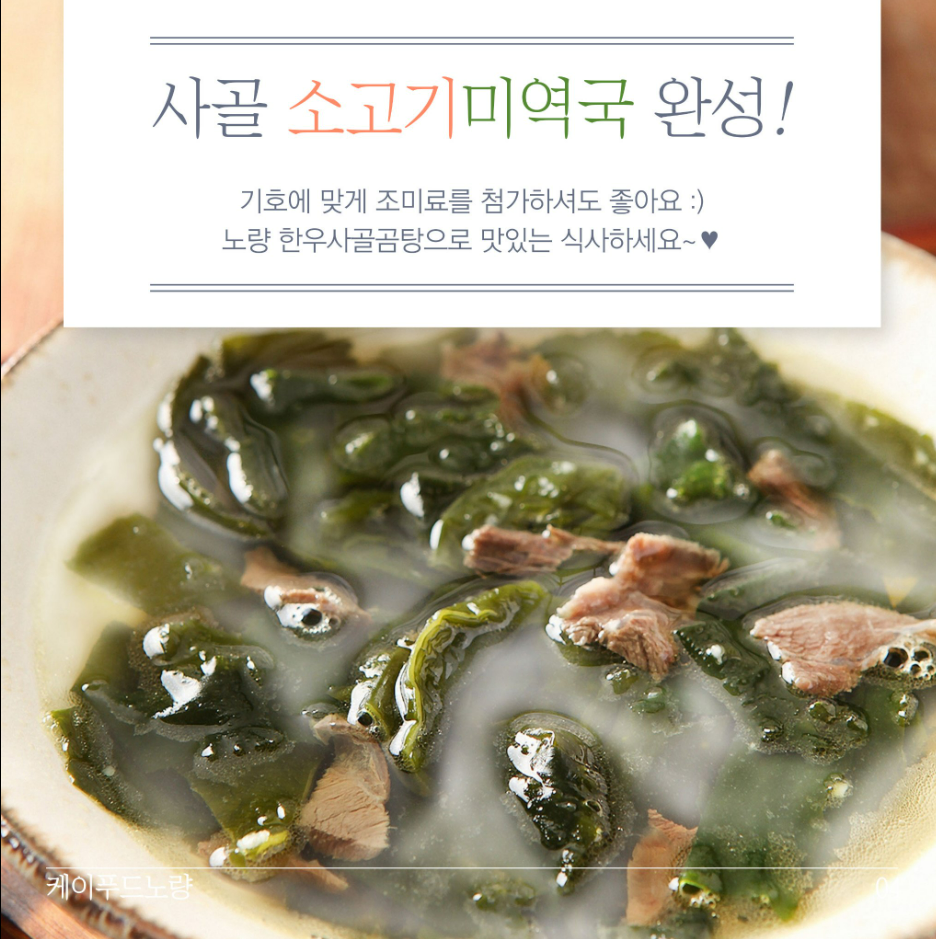 사골 소고기미역국 완성!
기호에 맞게 조미료를 첨가하셔도 좋아요 :)
노량 한우사골곰탕으로 맛있는 식사하세요~♥
케이푸드노량